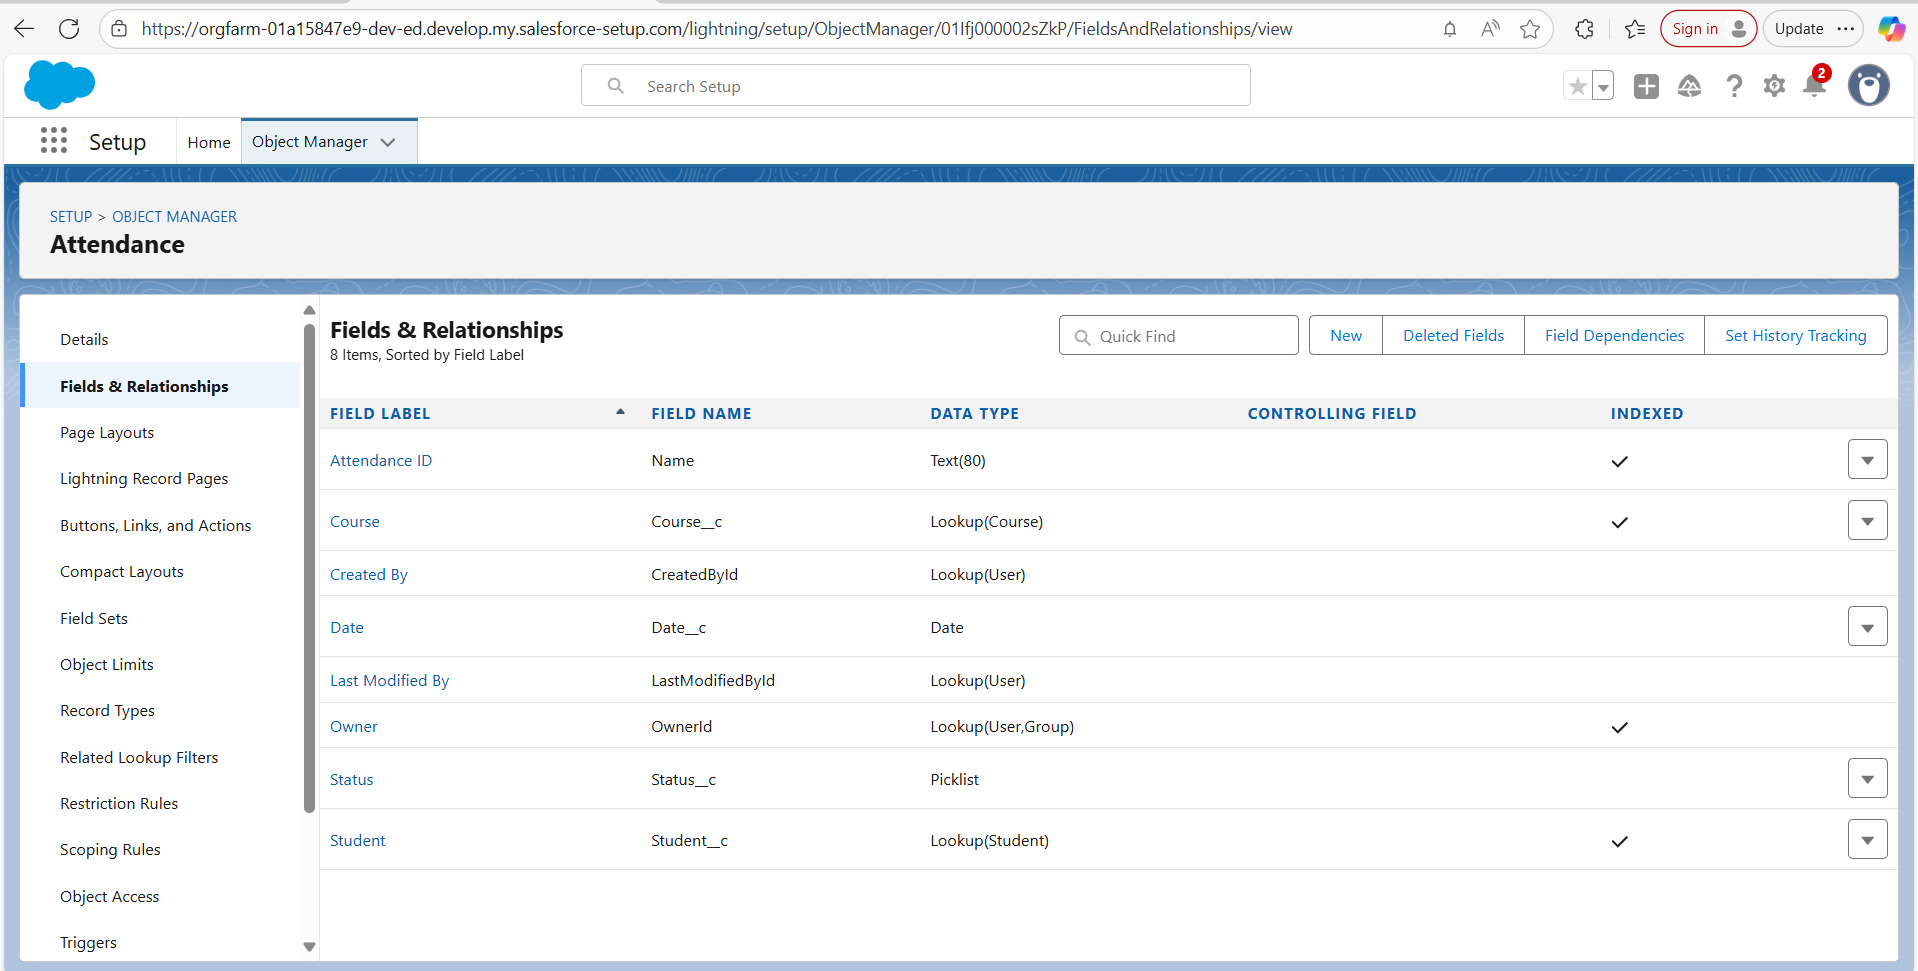 https://orgfarm-01a15847e9-dev-ed.develop.my.salesforce-setup.com/lightning/setup/ObjectManager/01Ifj000002sZkP/FieldsAndRelationships/view
Sign in
Update
Search Setup
2
Setup
Home
Object Manager
SETUP > OBJECT MANAGER
Attendance
Details
Fields & Relationships
Page Layouts
Lightning Record Pages
Buttons, Links, and Actions
Compact Layouts
Field Sets
Object Limits
Record Types
Related Lookup Filters
Restriction Rules
Scoping Rules
Object Access
Triggers
Fields & Relationships
8 Items, Sorted by Field Label
Quick Find
New
Deleted Fields
Field Dependencies
Set History Tracking
FIELD LABEL FIELD NAME DATA TYPE CONTROLLING FIELD INDEXED
Attendance ID Name Text(80)
Course Course__c Lookup(Course)
Created By CreatedById Lookup(User)
Date Date__c Date
Last Modified By LastModifiedById Lookup(User)
Owner OwnerId Lookup(User,Group)
Status Status__c Picklist
Student Student__c Lookup(Student)